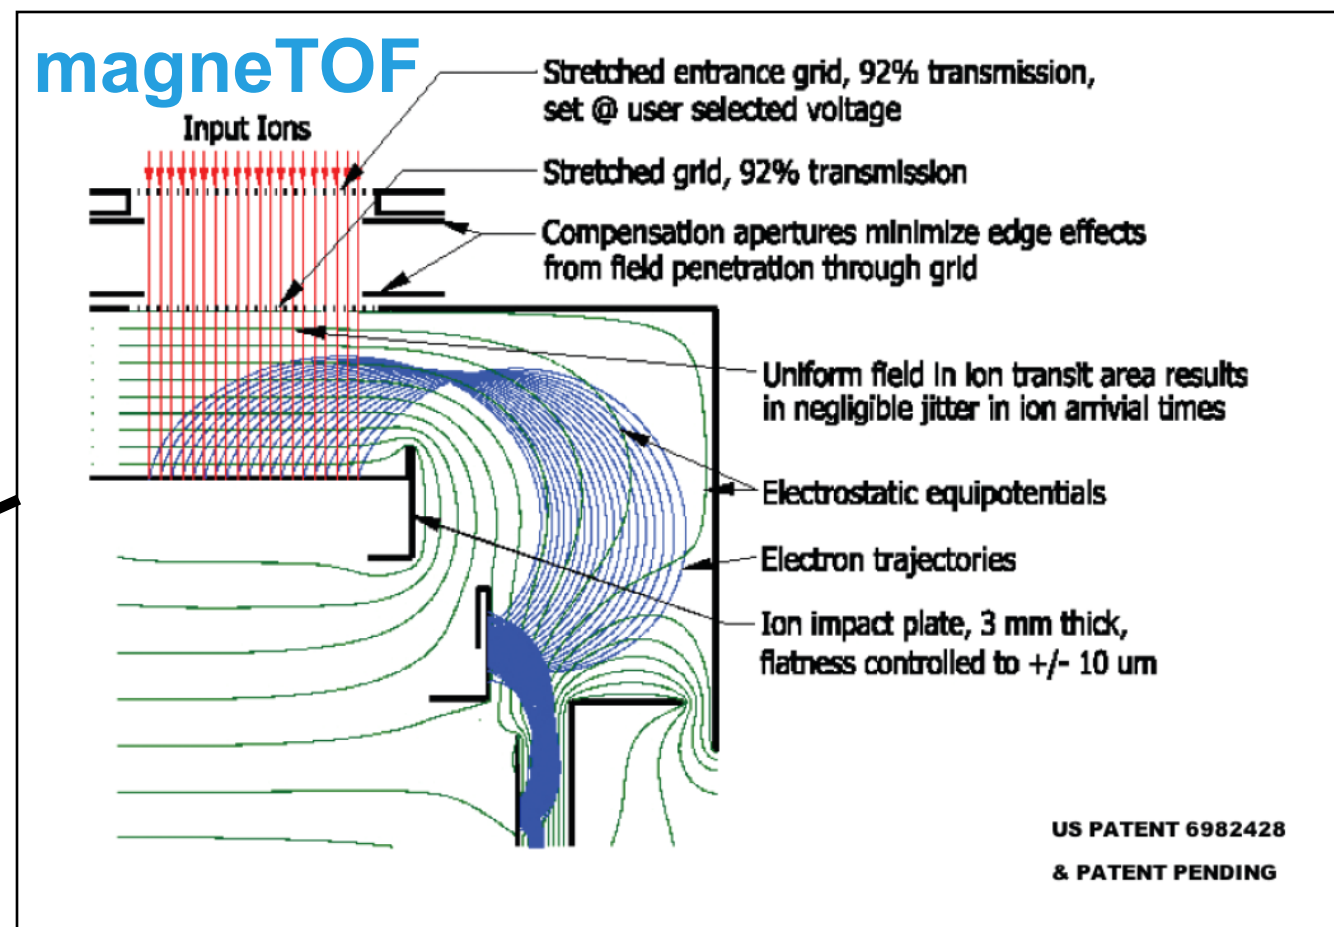 magneTOF
Input Ions
Stretched entrance grid, 92% transmission,
set @ user selected voltage
Stretched grid, 92% transmission
Compensation apertures minimize edge effects
from field penetration through grid
Uniform field in ion transit area results
in negligible jitter in ion arrivial times
Electrostatic equipotentials
Electron trajectories
Ion impact plate, 3 mm thick,
flatness controlled to +/- 10 um
US PATENT 6982428
& PATENT PENDING